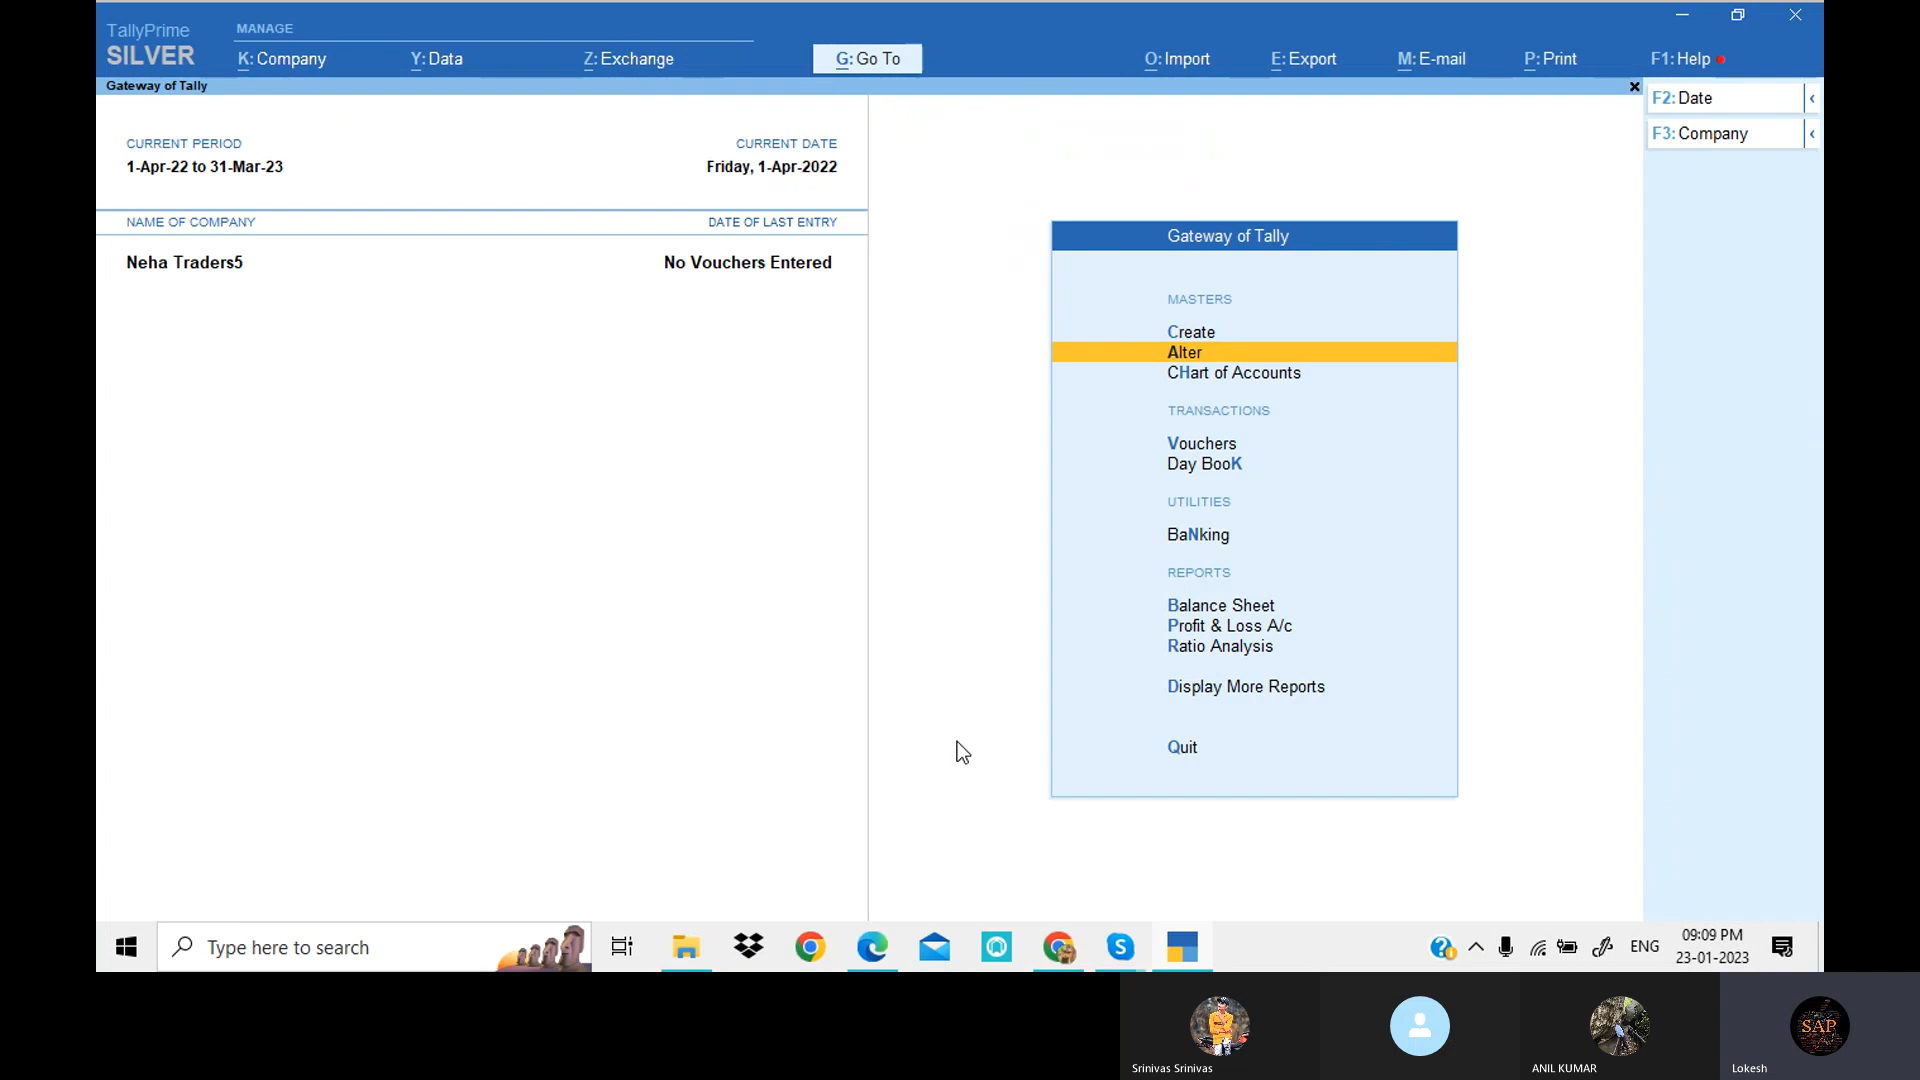 TallyPrime
SILVER
MANAGE
K: Company
Y: Data
Z: Exchange
G: Go To
O: Import
E: Export
M: E-mail
P: Print
F1: Help
Gateway of Tally
F2: Date
F3: Company
CURRENT PERIOD
CURRENT DATE
1-Apr-22 to 31-Mar-23
Friday, 1-Apr-2022
NAME OF COMPANY
DATE OF LAST ENTRY
Neha Traders5
No Vouchers Entered
Gateway of Tally
MASTERS
Create
Alter
CHart of Accounts
TRANSACTIONS
Vouchers
Day BooK
UTILITIES
BaNking
REPORTS
Balance Sheet
Profit & Loss A/c
Ratio Analysis
Display More Reports
Quit
Type here to search
ENG
09:09 PM
23-01-2023
SAP
Srinivas Srinivas
ANIL KUMAR
Lokesh